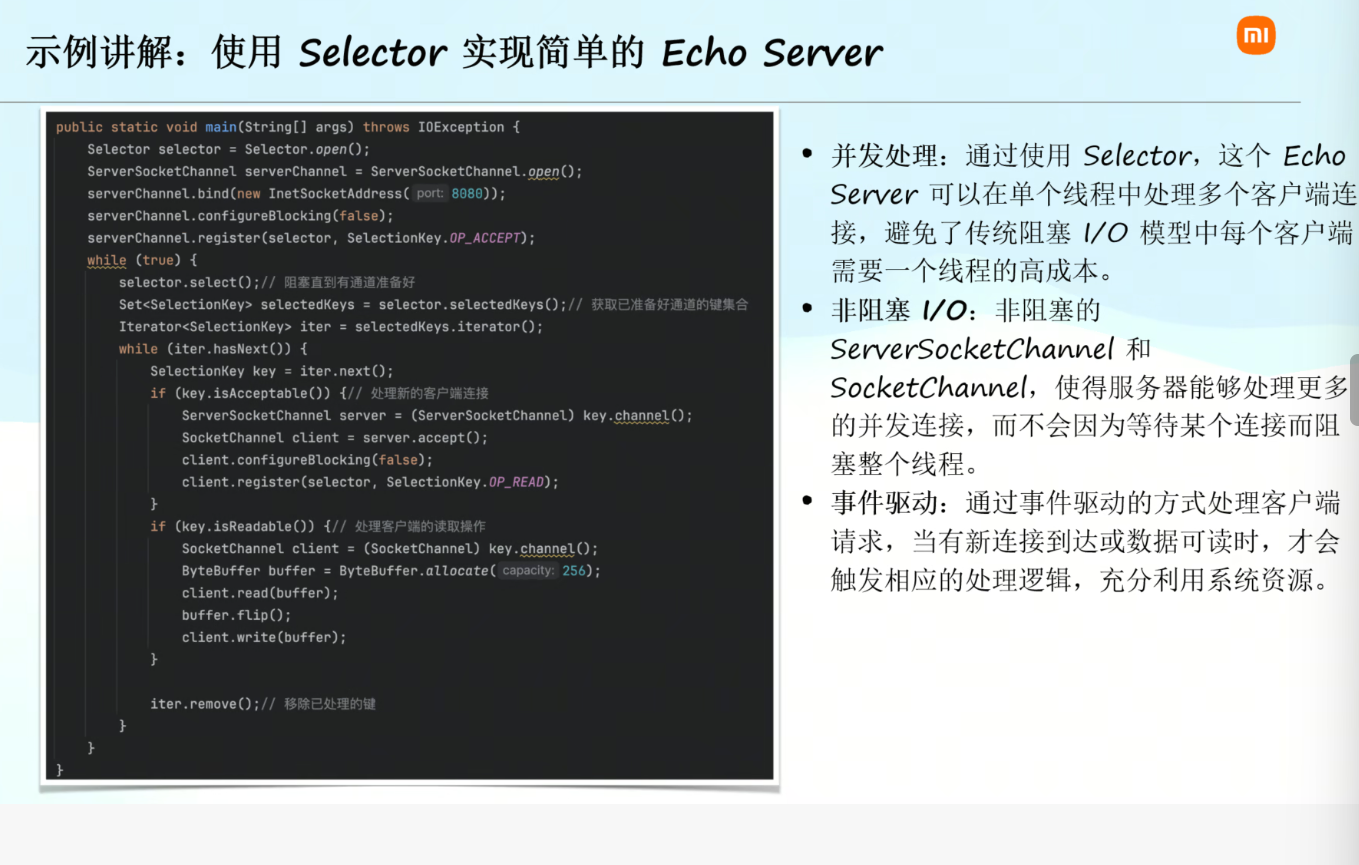 示例讲解：使用 Selector 实现简单的 Echo Server
mi
public static void main(String[] args) throws IOException {
Selector selector = Selector.open();
ServerSocketChannel serverChannel = ServerSocketChannel.open();
serverChannel.bind(new InetSocketAddress( port: 8080));
serverChannel.configureBlocking(false);
serverChannel.register(selector, SelectionKey.OP_ACCEPT);
while (true) {
selector.select();// 阻塞直到有通道准备好
Set<SelectionKey> selectedKeys = selector.selectedKeys();// 获取已准备好通道的键集合
Iterator<SelectionKey> iter = selectedKeys.iterator();
while (iter.hasNext()) {
SelectionKey key = iter.next();
if (key.isAcceptable()) {// 处理新的客户端连接
ServerSocketChannel server = (ServerSocketChannel) key.channel();
SocketChannel client = server.accept();
client.configureBlocking(false);
client.register(selector, SelectionKey.OP_READ);
}
if (key.isReadable()) {// 处理客户端的读取操作
SocketChannel client = (SocketChannel) key.channel();
ByteBuffer buffer = ByteBuffer.allocate( capacity: 256);
client.read(buffer);
buffer.flip();
client.write(buffer);
}
iter.remove();// 移除已处理的键
}
}
}
• 并发处理：通过使用 Selector，这个 Echo
Server 可以在单个线程中处理多个客户端连
接，避免了传统阻塞 I/O 模型中每个客户端
需要一个线程的高成本。
• 非阻塞 I/O：非阻塞的
ServerSocketChannel 和
SocketChannel，使得服务器能够处理更多
的并发连接，而不会因为等待某个连接而阻
塞整个线程。
• 事件驱动：通过事件驱动的方式处理客户端
请求，当有新连接到达或数据可读时，才会
触发相应的处理逻辑，充分利用系统资源。